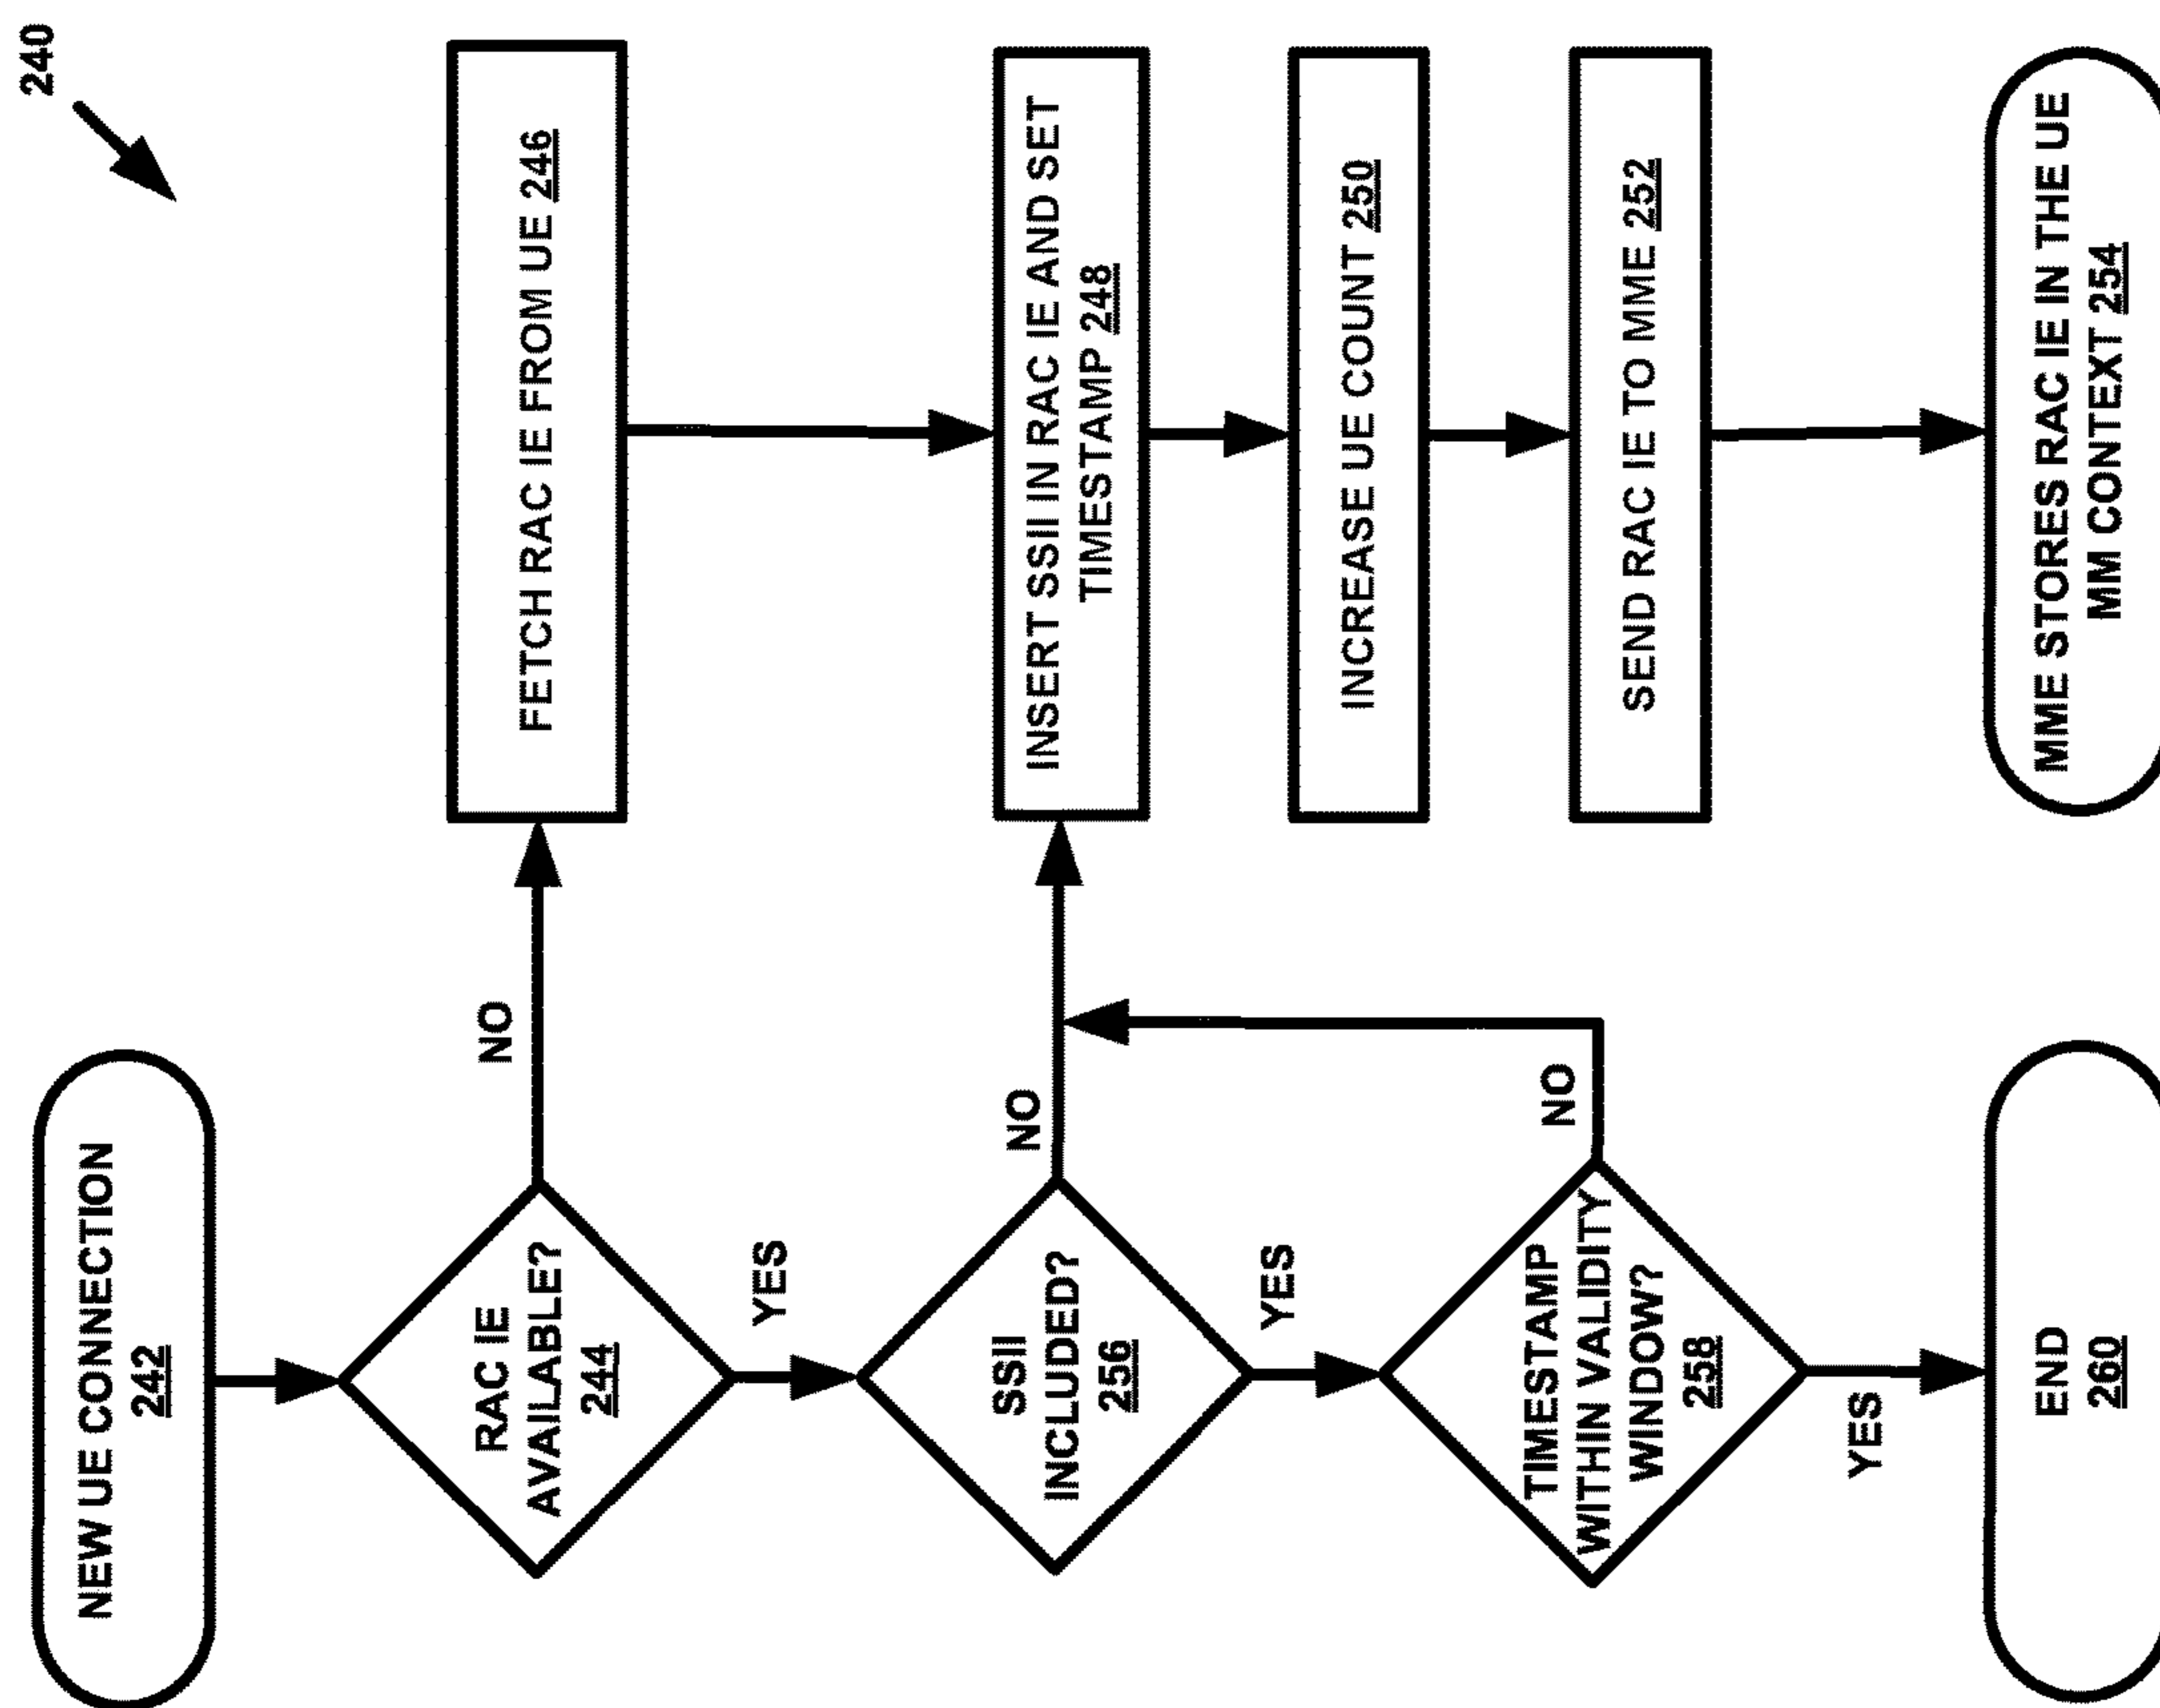 240
NEW UE CONNECTION
242
RAC IE
AVAILABLE?
244
NO
FETCH RAC IE FROM UE 246
YES
SSII
INCLUDED?
256
NO
INSERT SSII IN RAC IE AND SET
TIMESTAMP 248
YES
INCREASE UE COUNT 250
TIMESTAMP
WITHIN VALIDITY
WINDOW?
258
NO
SEND RAC IE TO MME 252
YES
END
260
MME STORES RAC IE IN THE UE
MM CONTEXT 254